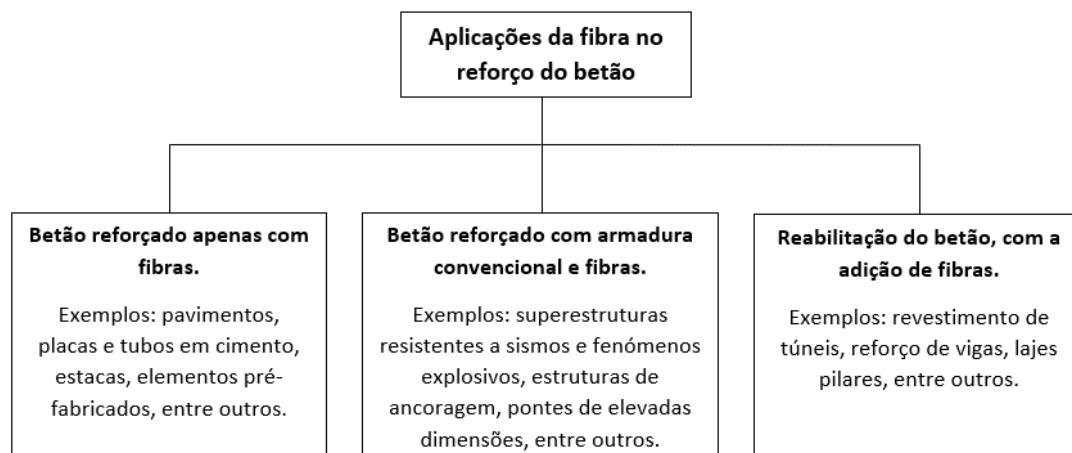 Aplicações da fibra no
reforço do betão
Betão reforçado apenas com
fibras.
Exemplos: pavimentos,
placas e tubos em cimento,
estacas, elementos pré-
fabricados, entre outros.
Betão reforçado com armadura
convencional e fibras.
Exemplos: superestruturas
resistentes a sismos e fenómenos
explosivos, estruturas de
ancoragem, pontes de elevadas
dimensões, entre outros.
Reabilitação do betão, com a
adição de fibras.
Exemplos: revestimento de
túneis, reforço de vigas, lajes
pilares, entre outros.